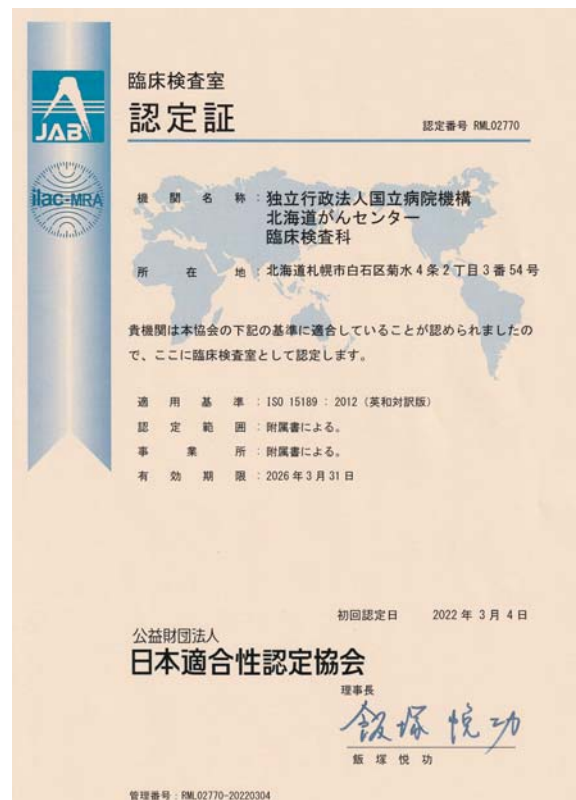 臨床検査室
認定証
認定番号 RML02770
JAB
ilac-MRA
機関名称：独立行政法人国立病院機構
北海道がんセンター
臨床検査科
所在地：北海道札幌市白石区菊水4条2丁目3番54号
貴機関は本協会の下記の基準に適合していることが認められましたの
で、ここに臨床検査室として認定します。
適用基準：ISO 15189：2012（英和対訳版）
認定範囲：附属書による。
事業所：附属書による。
有効期限：2026年3月31日
初回認定日 2022年3月4日
公益財団法人
日本適合性認定協会
理事長
飯塚悦功
飯塚悦功
管理番号：RML02770-20220304